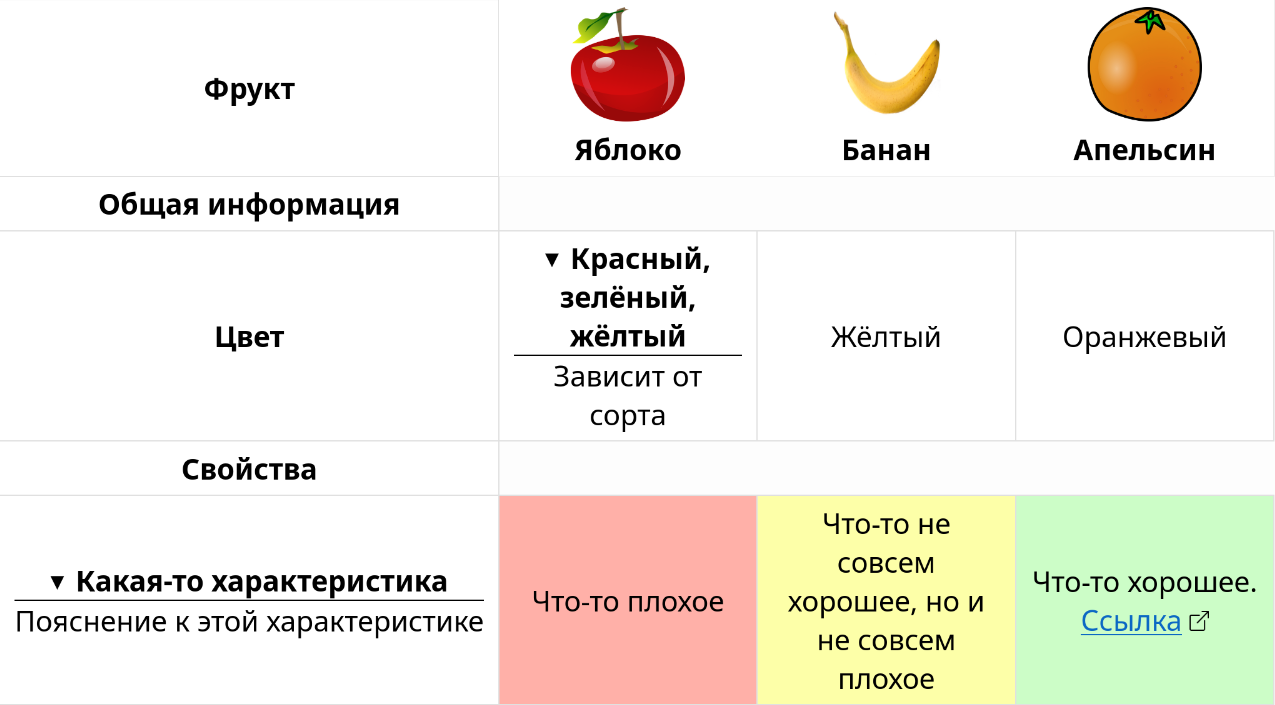 Фрукт
Яблоко
Банан
Апельсин
Общая информация
Цвет
▼ Красный,
зелёный,
жёлтый
Зависит от
сорта
Жёлтый
Оранжевый
Свойства
▼ Какая-то характеристика
Пояснение к этой характеристике
Что-то плохое
Что-то не
совсем
хорошее, но и
не совсем
плохое
Что-то хорошее.
Ссылка